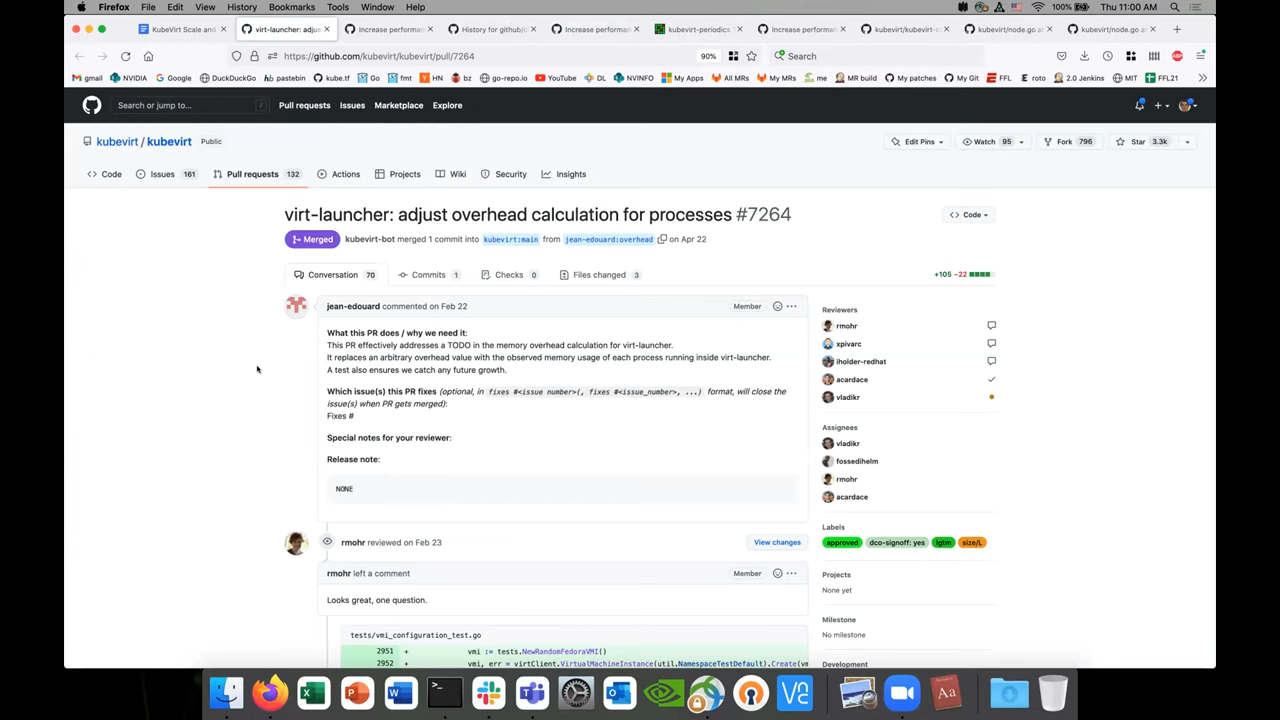 Firefox File Edit View History Bookmarks Tools Window Help 100% Thu 11:00 AM
KubeVirt Scale and virt-launcher: adjus Increase performan History for github/c Increase performan kubevirt-periodics Increase performan kubevirt/kubevirt-cr kubevirt/node.go at kubevirt/node.go at
https://github.com/kubevirt/kubevirt/pull/7264 90% Search
gmail NVIDIA Google DuckDuckGo pastebin kube.tf Go fmt HN bz go-repo.io YouTube DL NVINFO My Apps All MRs My MRs MR build My patches My Git FFL eroto 2.0 Jenkins MIT FFL21
Search or jump to... / Pull requests Issues Marketplace Explore
kubevirt / kubevirt Public Edit Pins Watch 95 Fork 796 Star 3.3k
Code Issues 161 Pull requests 132 Actions Projects Wiki Security Insights
virt-launcher: adjust overhead calculation for processes #7264 Code
Merged kubevirt-bot merged 1 commit into kubevirt:main from jean-edouard:overhead on Apr 22
Conversation 70 Commits 1 Checks 0 Files changed 3 +105 −22
jean-edouard commented on Feb 22 Member
What this PR does / why we need it:
This PR effectively addresses a TODO in the memory overhead calculation for virt-launcher.
It replaces an arbitrary overhead value with the observed memory usage of each process running inside virt-launcher.
A test also ensures we catch any future growth.
Which issue(s) this PR fixes (optional, in fixes #<issue number>(, fixes #<issue_number>, ...) format, will close the
issue(s) when PR gets merged):
Fixes #
Special notes for your reviewer:
Release note:
NONE
rmohr reviewed on Feb 23 View changes
rmohr left a comment Member
Looks great, one question.
tests/vmi_configuration_test.go
2951 + vmi := tests.NewRandomFedoraVMI()
2952 + vmi, err = virtClient.VirtualMachineInstance(util.NamespaceTestDefault).Create(vm
Reviewers
rmohr
xpivarc
iholder-redhat
acardace
vladikr
Assignees
vladikr
fossedihelm
rmohr
acardace
Labels
approved dco-signoff: yes lgtm size/L
Projects
None yet
Milestone
No milestone
Development